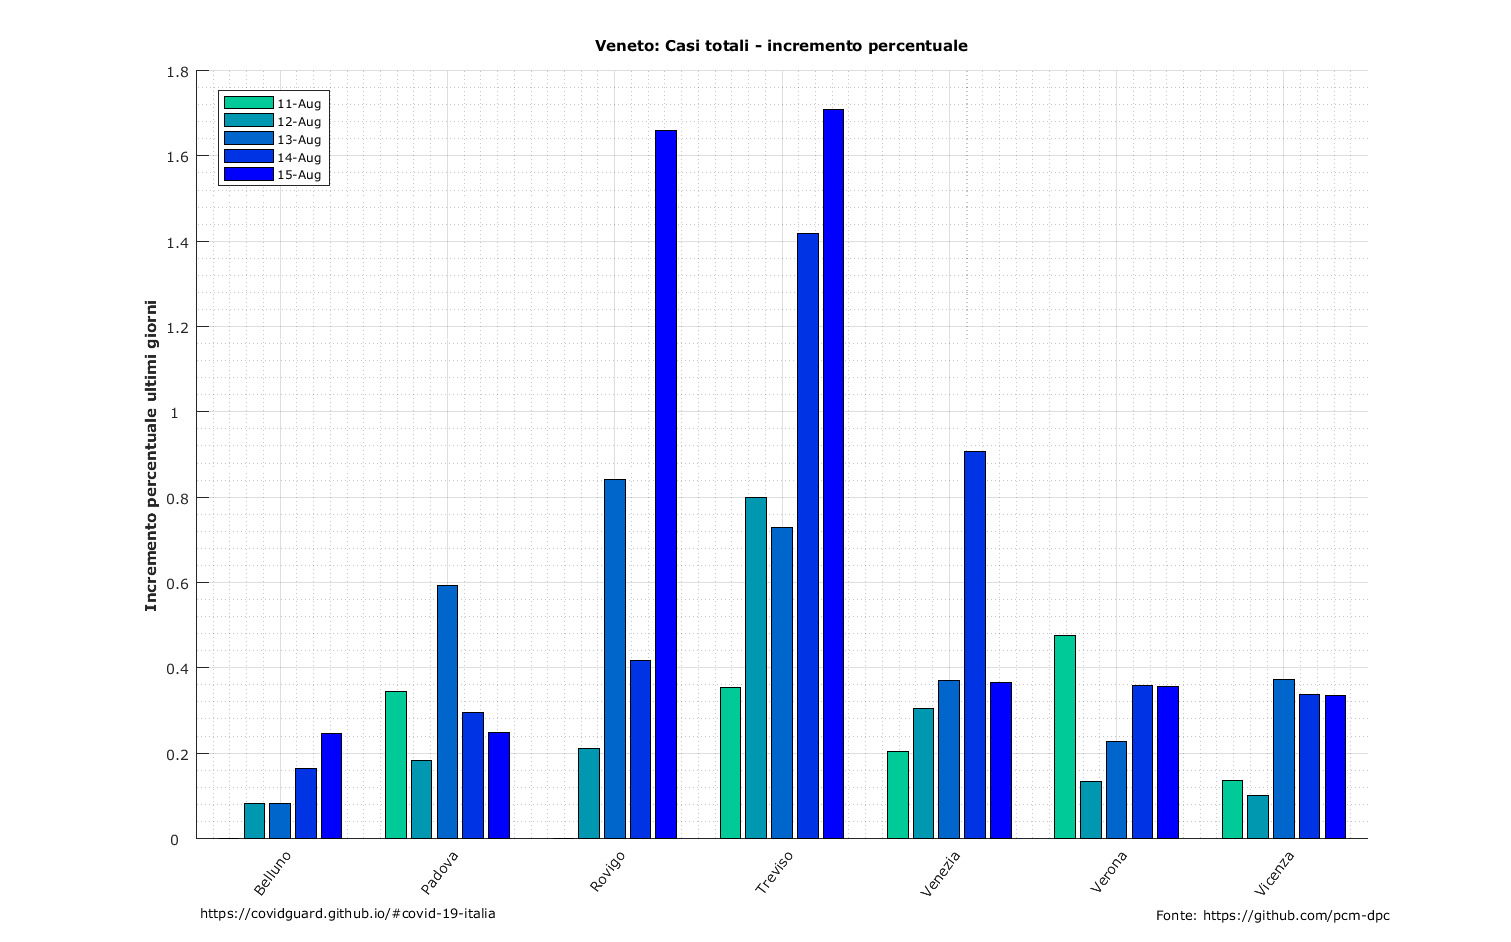 Veneto: Casi totali - incremento percentuale
1.8
1.6
1.4
1.2
1
0.8
0.6
0.4
0.2
0
Incremento percentuale ultimi giorni
11-Aug
12-Aug
13-Aug
14-Aug
15-Aug
Belluno
Padova
Rovigo
Treviso
Venezia
Verona
Vicenza
https://covidguard.github.io/#covid-19-italia
Fonte: https://github.com/pcm-dpc